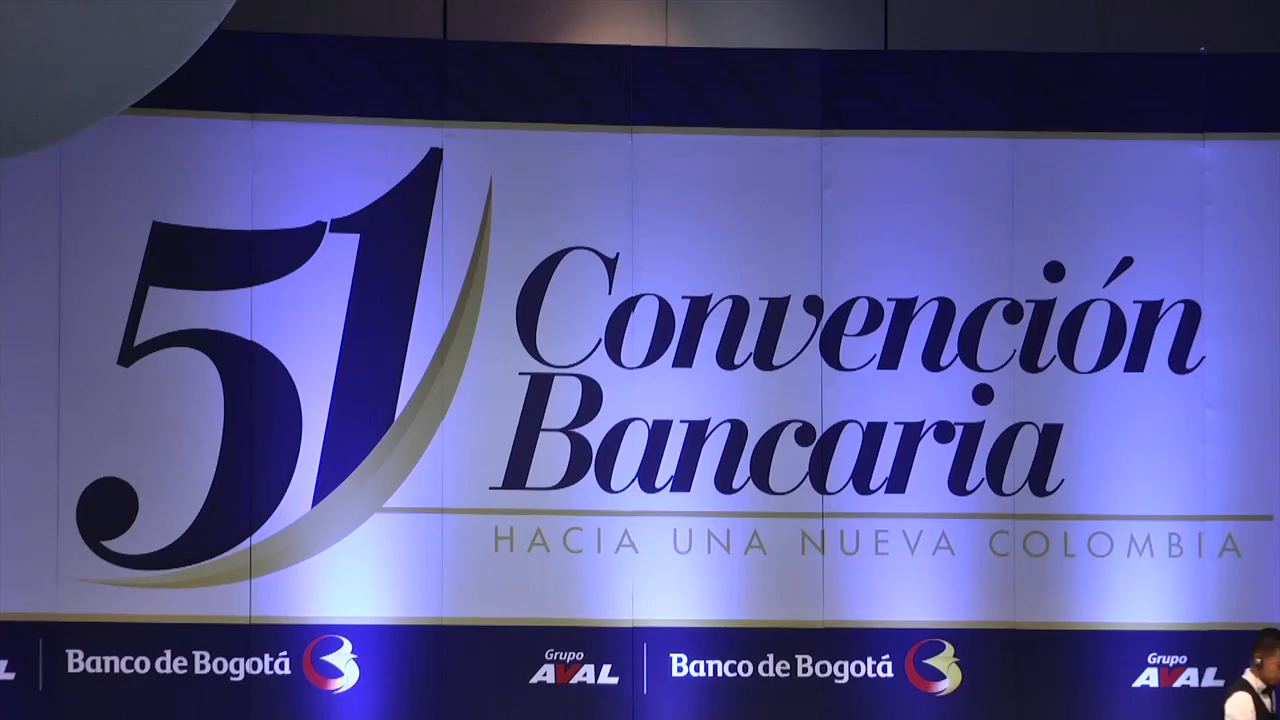 51
Convención
Bancaria
HACIA UNA NUEVA COLOMBIA
Banco de Bogotá
Grupo
AVAL
Banco de Bogotá
Grupo
AVAL